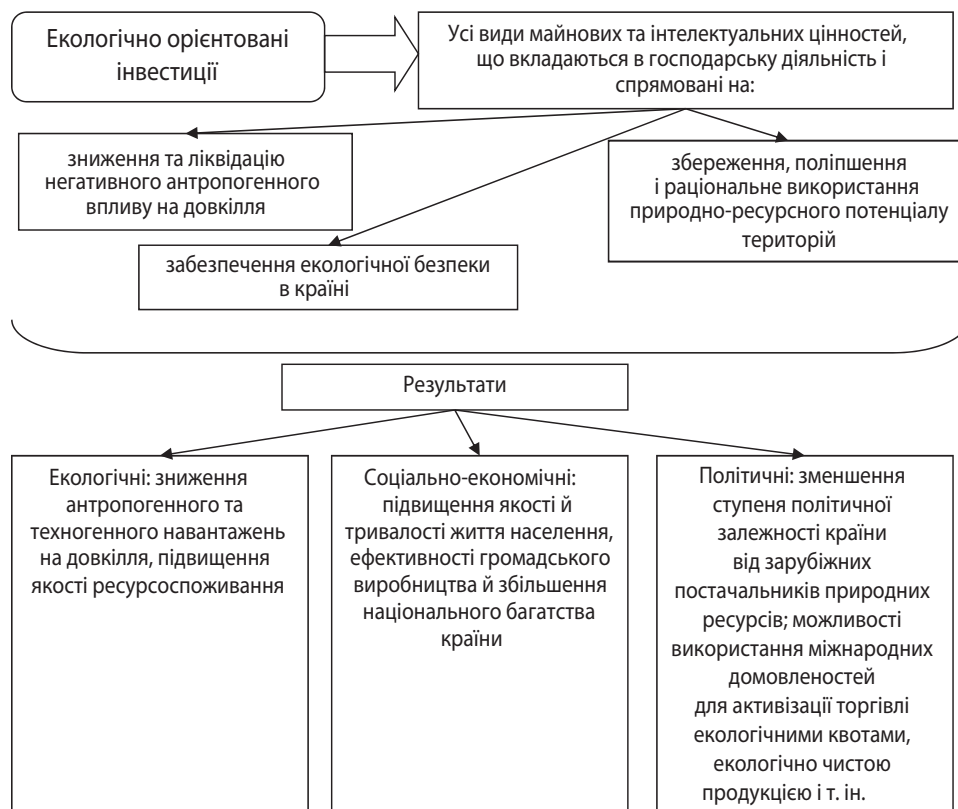 Екологічно орієнтовані
інвестиції
Усі види майнових та інтелектуальних цінностей,
що вкладаються в господарську діяльність і
спрямовані на:
зниження та ліквідацію
негативного антропогенного
впливу на довкілля
збереження, поліпшення
і раціональне використання
природно-ресурсного потенціалу
територій
забезпечення екологічної безпеки
в країні
Результати
Екологічні: зниження
антропогенного та
техногенного навантажень
на довкілля, підвищення
якості ресурсоспоживання
Соціально-економічні:
підвищення якості й
тривалості життя населення,
ефективності громадського
виробництва й збільшення
національного багатства
країни
Політичні: зменшення
ступеня політичної
залежності країни
від зарубіжних
постачальників природних
ресурсів; можливості
використання міжнародних
домовленостей
для активізації торгівлі
екологічними квотами,
екологічно чистою
продукцією і т. ін.